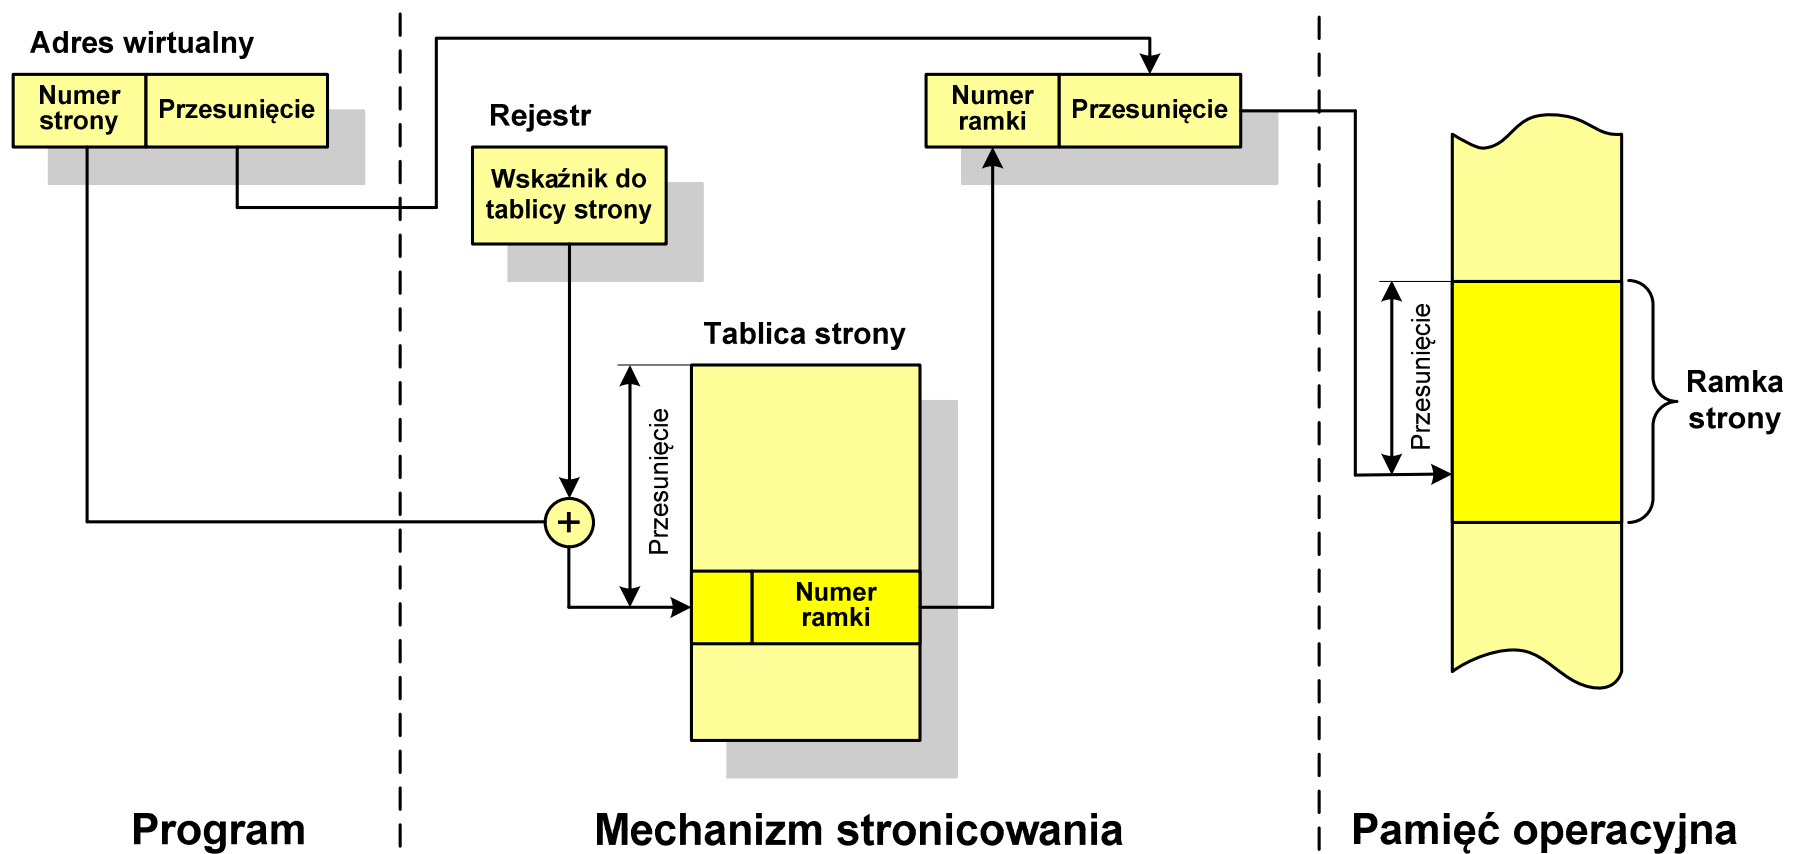 Adres wirtualny
Numer
strony
Przesunięcie
Rejestr
Wskaźnik do
tablicy strony
Numer
ramki
Przesunięcie
Tablica strony
Przesunięcie
+
Numer
ramki
Przesunięcie
Ramka
strony
Program
Mechanizm stronicowania
Pamięć operacyjna